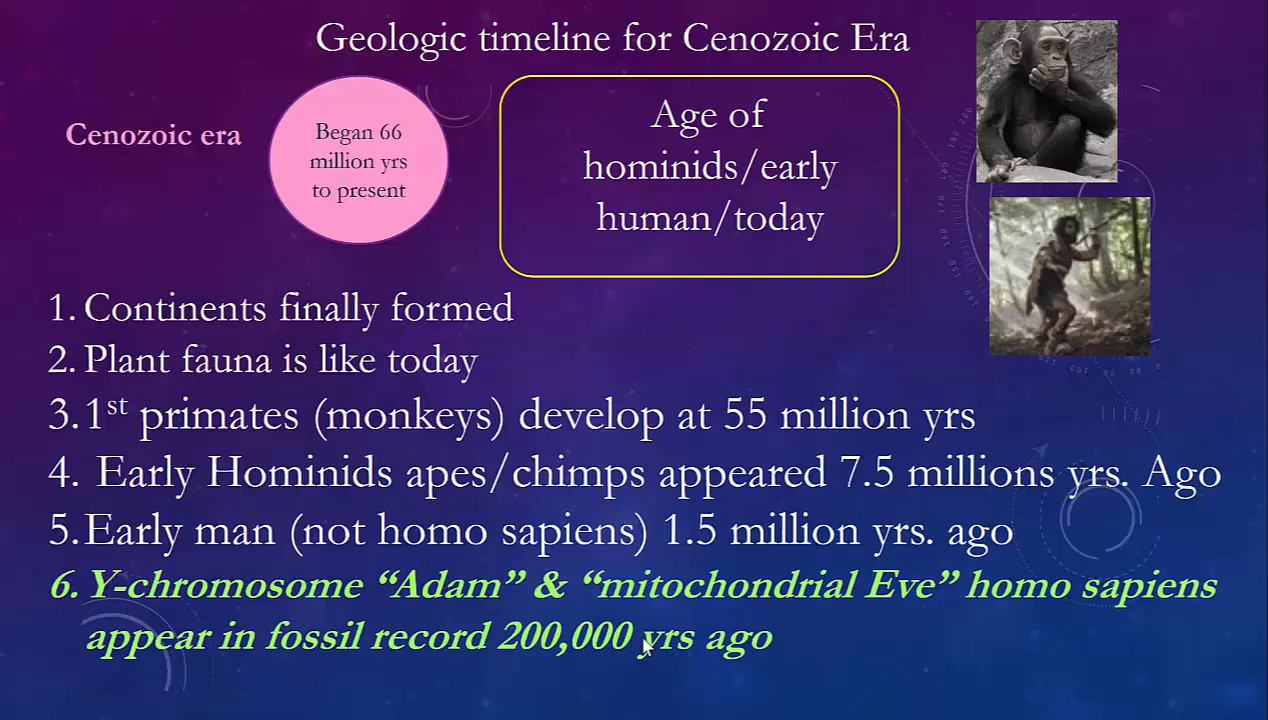 Geologic timeline for Cenozoic Era
Cenozoic era
Began 66
million yrs
to present
Age of
hominids/early
human/today
1. Continents finally formed
2. Plant fauna is like today
3. 1st primates (monkeys) develop at 55 million yrs
4. Early Hominids apes/chimps appeared 7.5 millions yrs. Ago
5. Early man (not homo sapiens) 1.5 million yrs. ago
6. Y-chromosome “Adam” & “mitochondrial Eve” homo sapiens
appear in fossil record 200,000 yrs ago